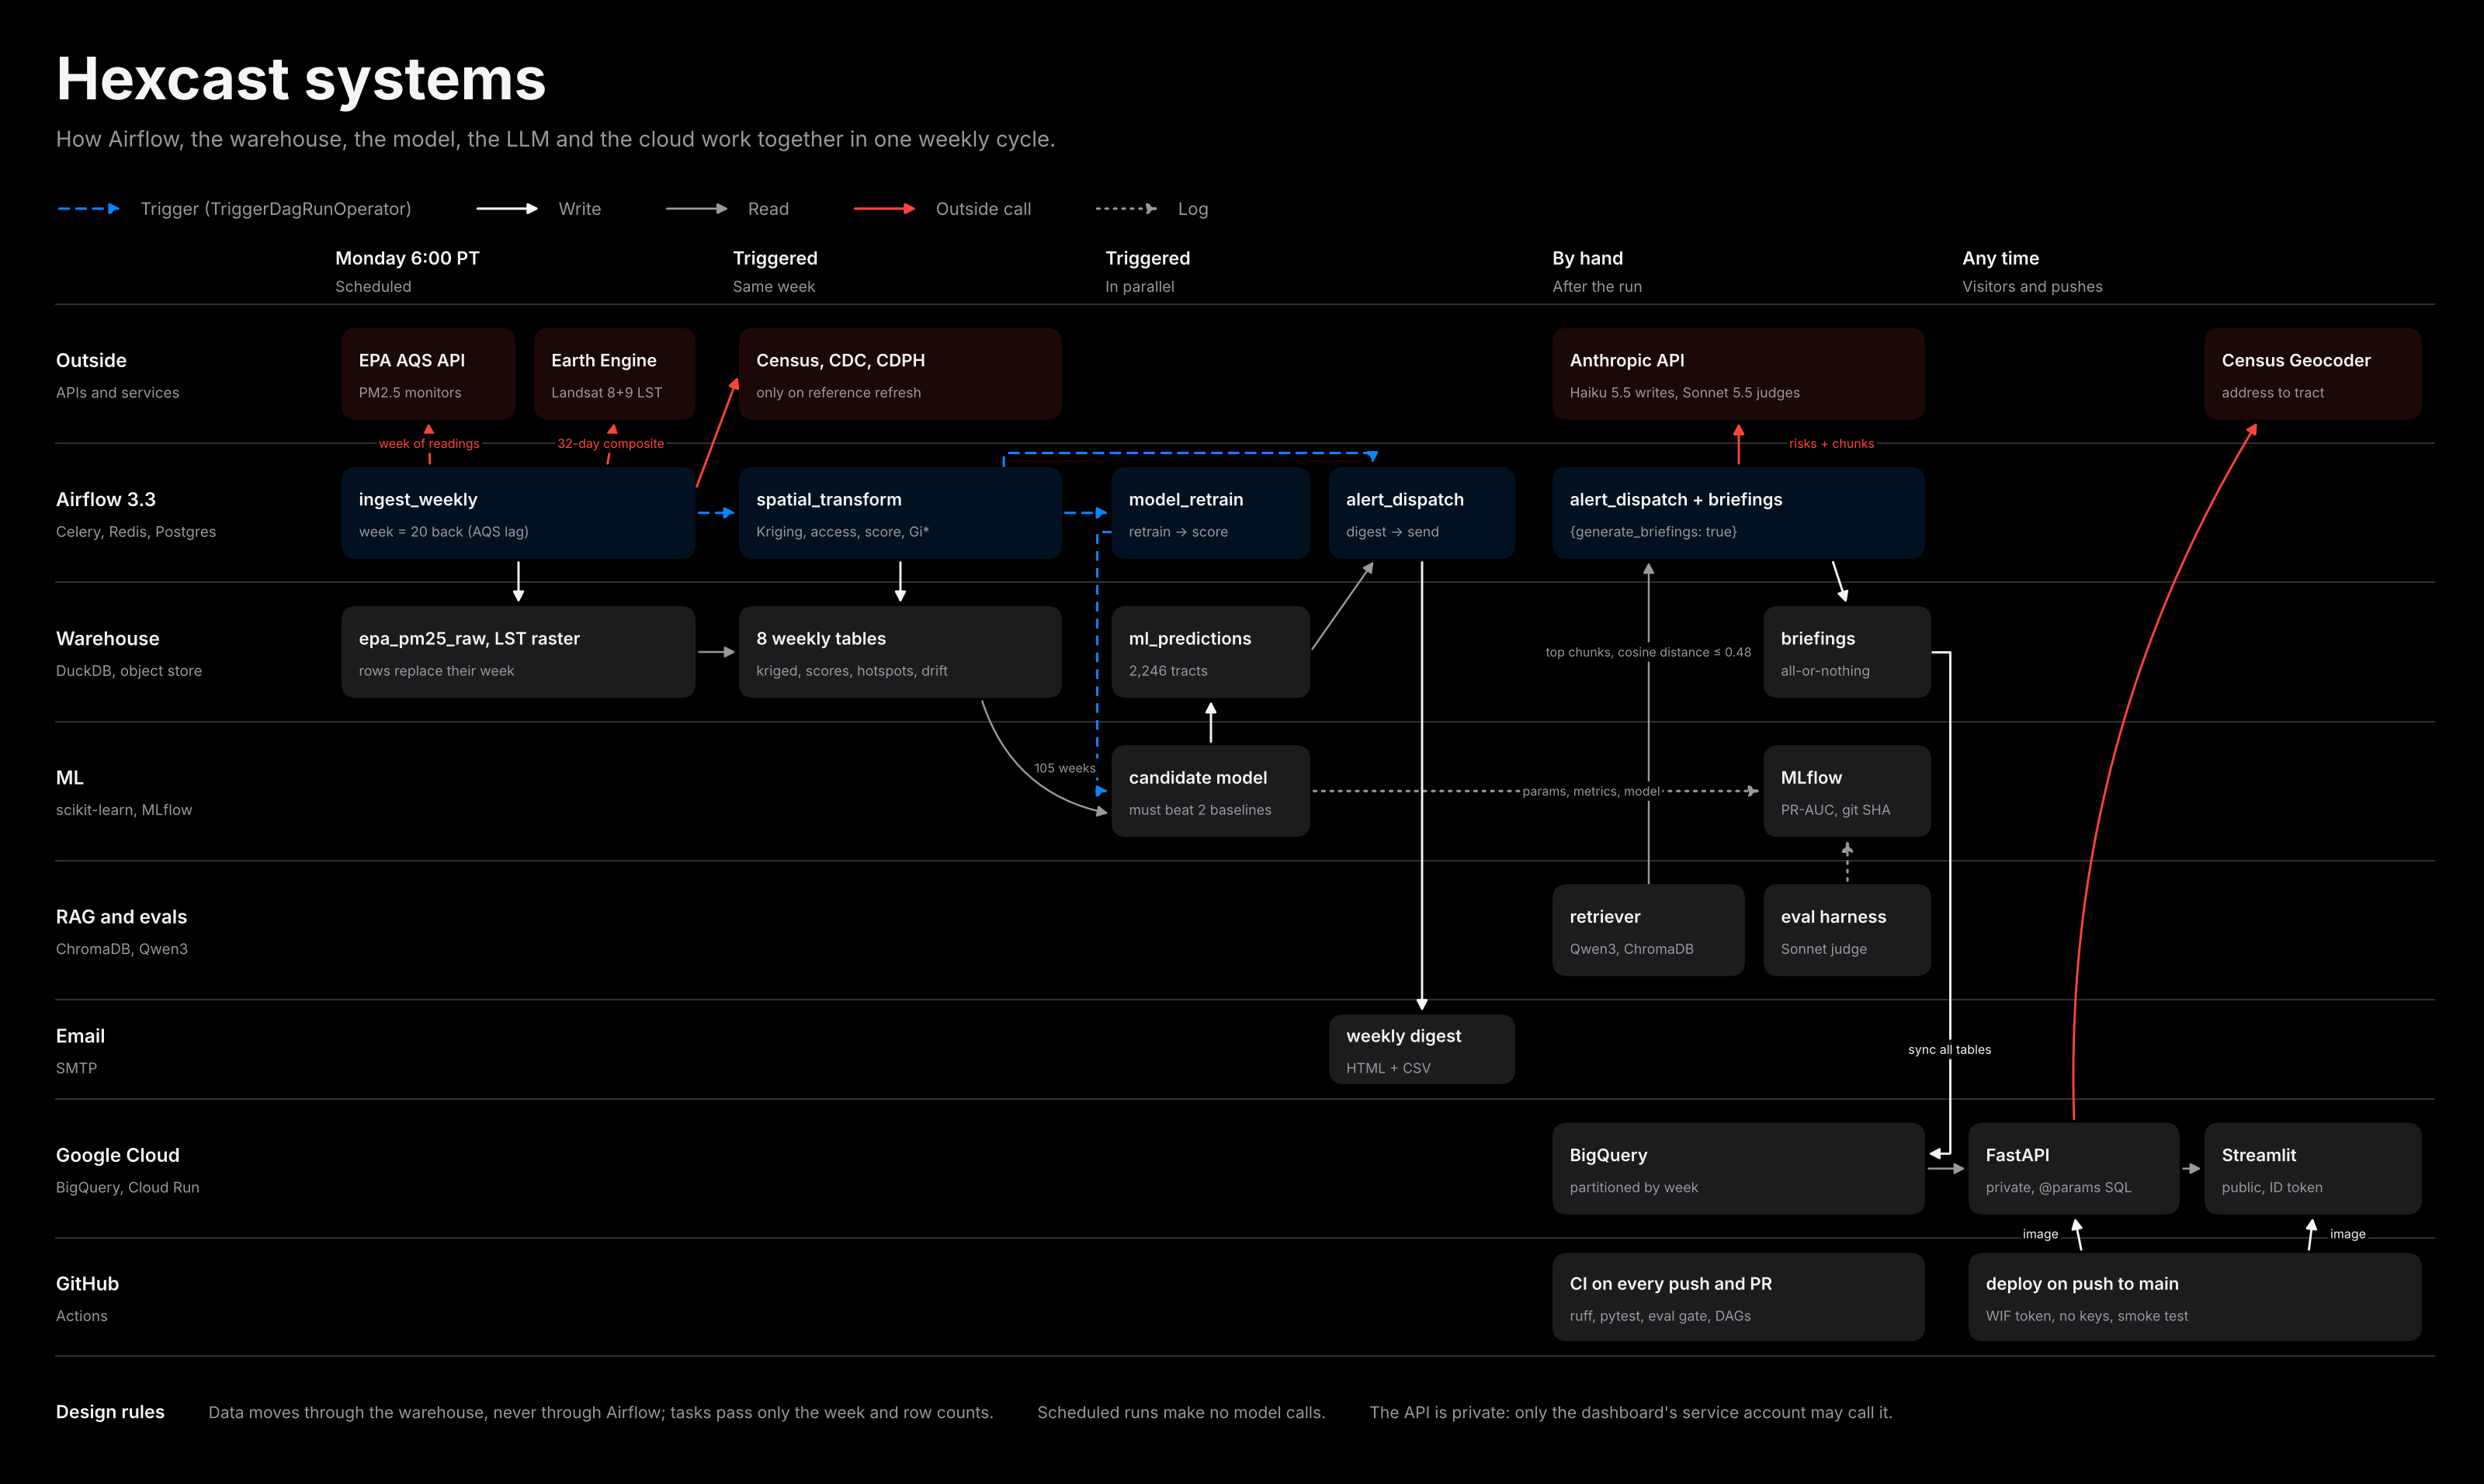 Hexcast systems
How Airflow, the warehouse, the model, the LLM and the cloud work together in one weekly cycle.
Trigger (TriggerDagRunOperator)
Write
Read
Outside call
Log
Monday 6:00 PT
Scheduled
Triggered
Same week
Triggered
In parallel
By hand
After the run
Any time
Visitors and pushes
Outside
APIs and services
EPA AQS API
PM2.5 monitors
Earth Engine
Landsat 8+9 LST
Census, CDC, CDPH
only on reference refresh
Anthropic API
Haiku 5.5 writes, Sonnet 5.5 judges
Census Geocoder
address to tract
week of readings
32-day composite
risks + chunks
Airflow 3.3
Celery, Redis, Postgres
ingest_weekly
week = 20 back (AQS lag)
spatial_transform
Kriging, access, score, Gi*
model_retrain
retrain → score
alert_dispatch
digest → send
alert_dispatch + briefings
{generate_briefings: true}
Warehouse
DuckDB, object store
epa_pm25_raw, LST raster
rows replace their week
8 weekly tables
kriged, scores, hotspots, drift
ml_predictions
2,246 tracts
top chunks, cosine distance ≤ 0.48
briefings
all-or-nothing
ML
scikit-learn, MLflow
105 weeks
candidate model
must beat 2 baselines
params, metrics, model
MLflow
PR-AUC, git SHA
RAG and evals
ChromaDB, Qwen3
retriever
Qwen3, ChromaDB
eval harness
Sonnet judge
Email
SMTP
weekly digest
HTML + CSV
sync all tables
Google Cloud
BigQuery, Cloud Run
BigQuery
partitioned by week
FastAPI
private, @params SQL
Streamlit
public, ID token
image
image
GitHub
Actions
CI on every push and PR
ruff, pytest, eval gate, DAGs
deploy on push to main
WIF token, no keys, smoke test
Design rules
Data moves through the warehouse, never through Airflow; tasks pass only the week and row counts.
Scheduled runs make no model calls.
The API is private: only the dashboard's service account may call it.